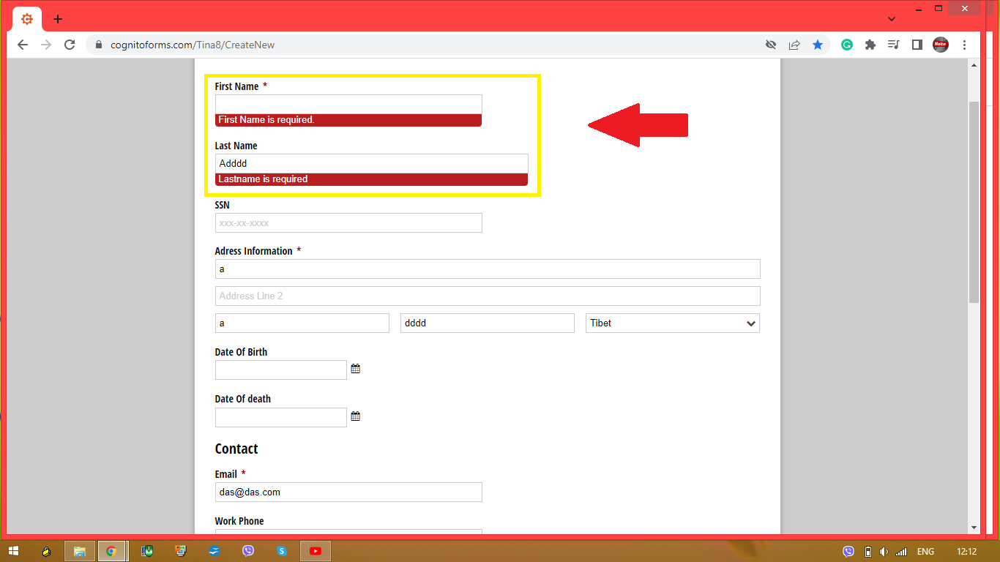 cognitoforms.com/Tina8/CreateNew
Neto
First Name *
First Name is required.
Last Name
Adddd
Lastname is required
SSN
xxx-xx-xxxx
Adress Information *
a
Address Line 2
a dddd Tibet
Date Of Birth
Date Of death
Contact
Email *
das@das.com
Work Phone
ENG 12:12